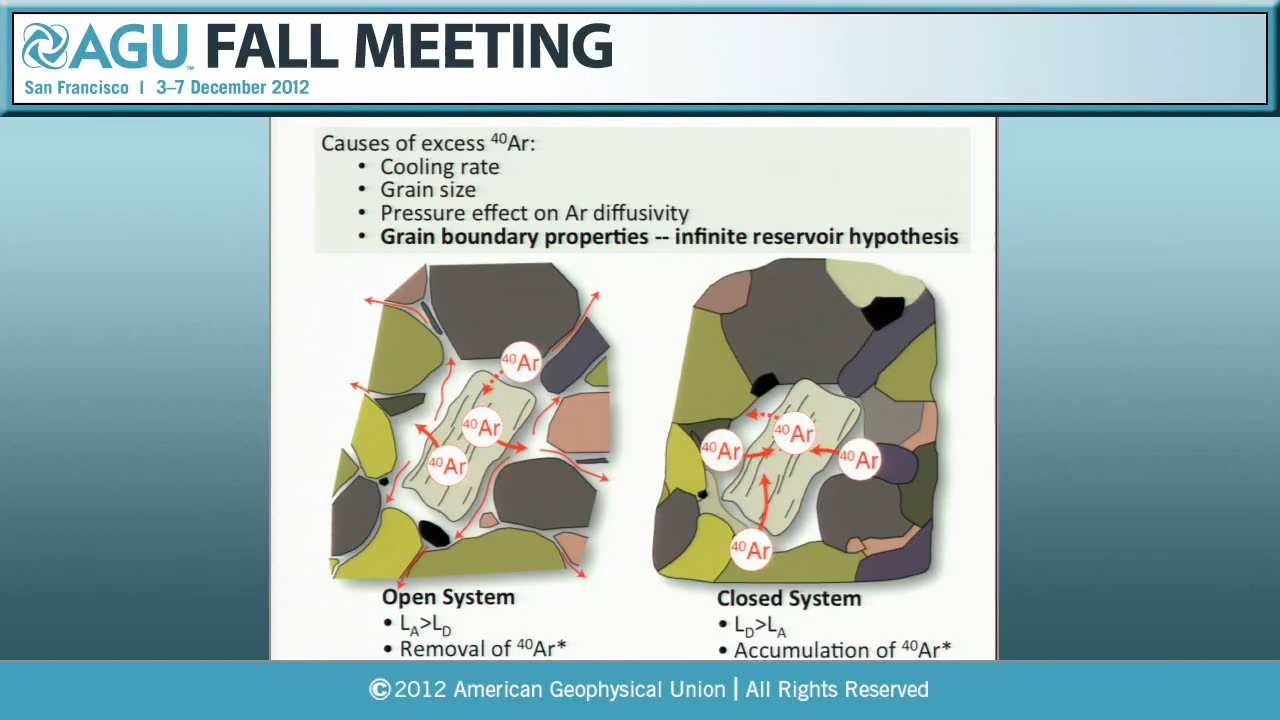 AGU FALL MEETING
San Francisco | 3–7 December 2012
Causes of excess ⁴⁰Ar:
• Cooling rate
• Grain size
• Pressure effect on Ar diffusivity
• Grain boundary properties -- infinite reservoir hypothesis
⁴⁰Ar
⁴⁰Ar
⁴⁰Ar
⁴⁰Ar
⁴⁰Ar
⁴⁰Ar
⁴⁰Ar
Open System
• L_A>L_D
• Removal of ⁴⁰Ar*
Closed System
• L_D>L_A
• Accumulation of ⁴⁰Ar*
©2012 American Geophysical Union | All Rights Reserved